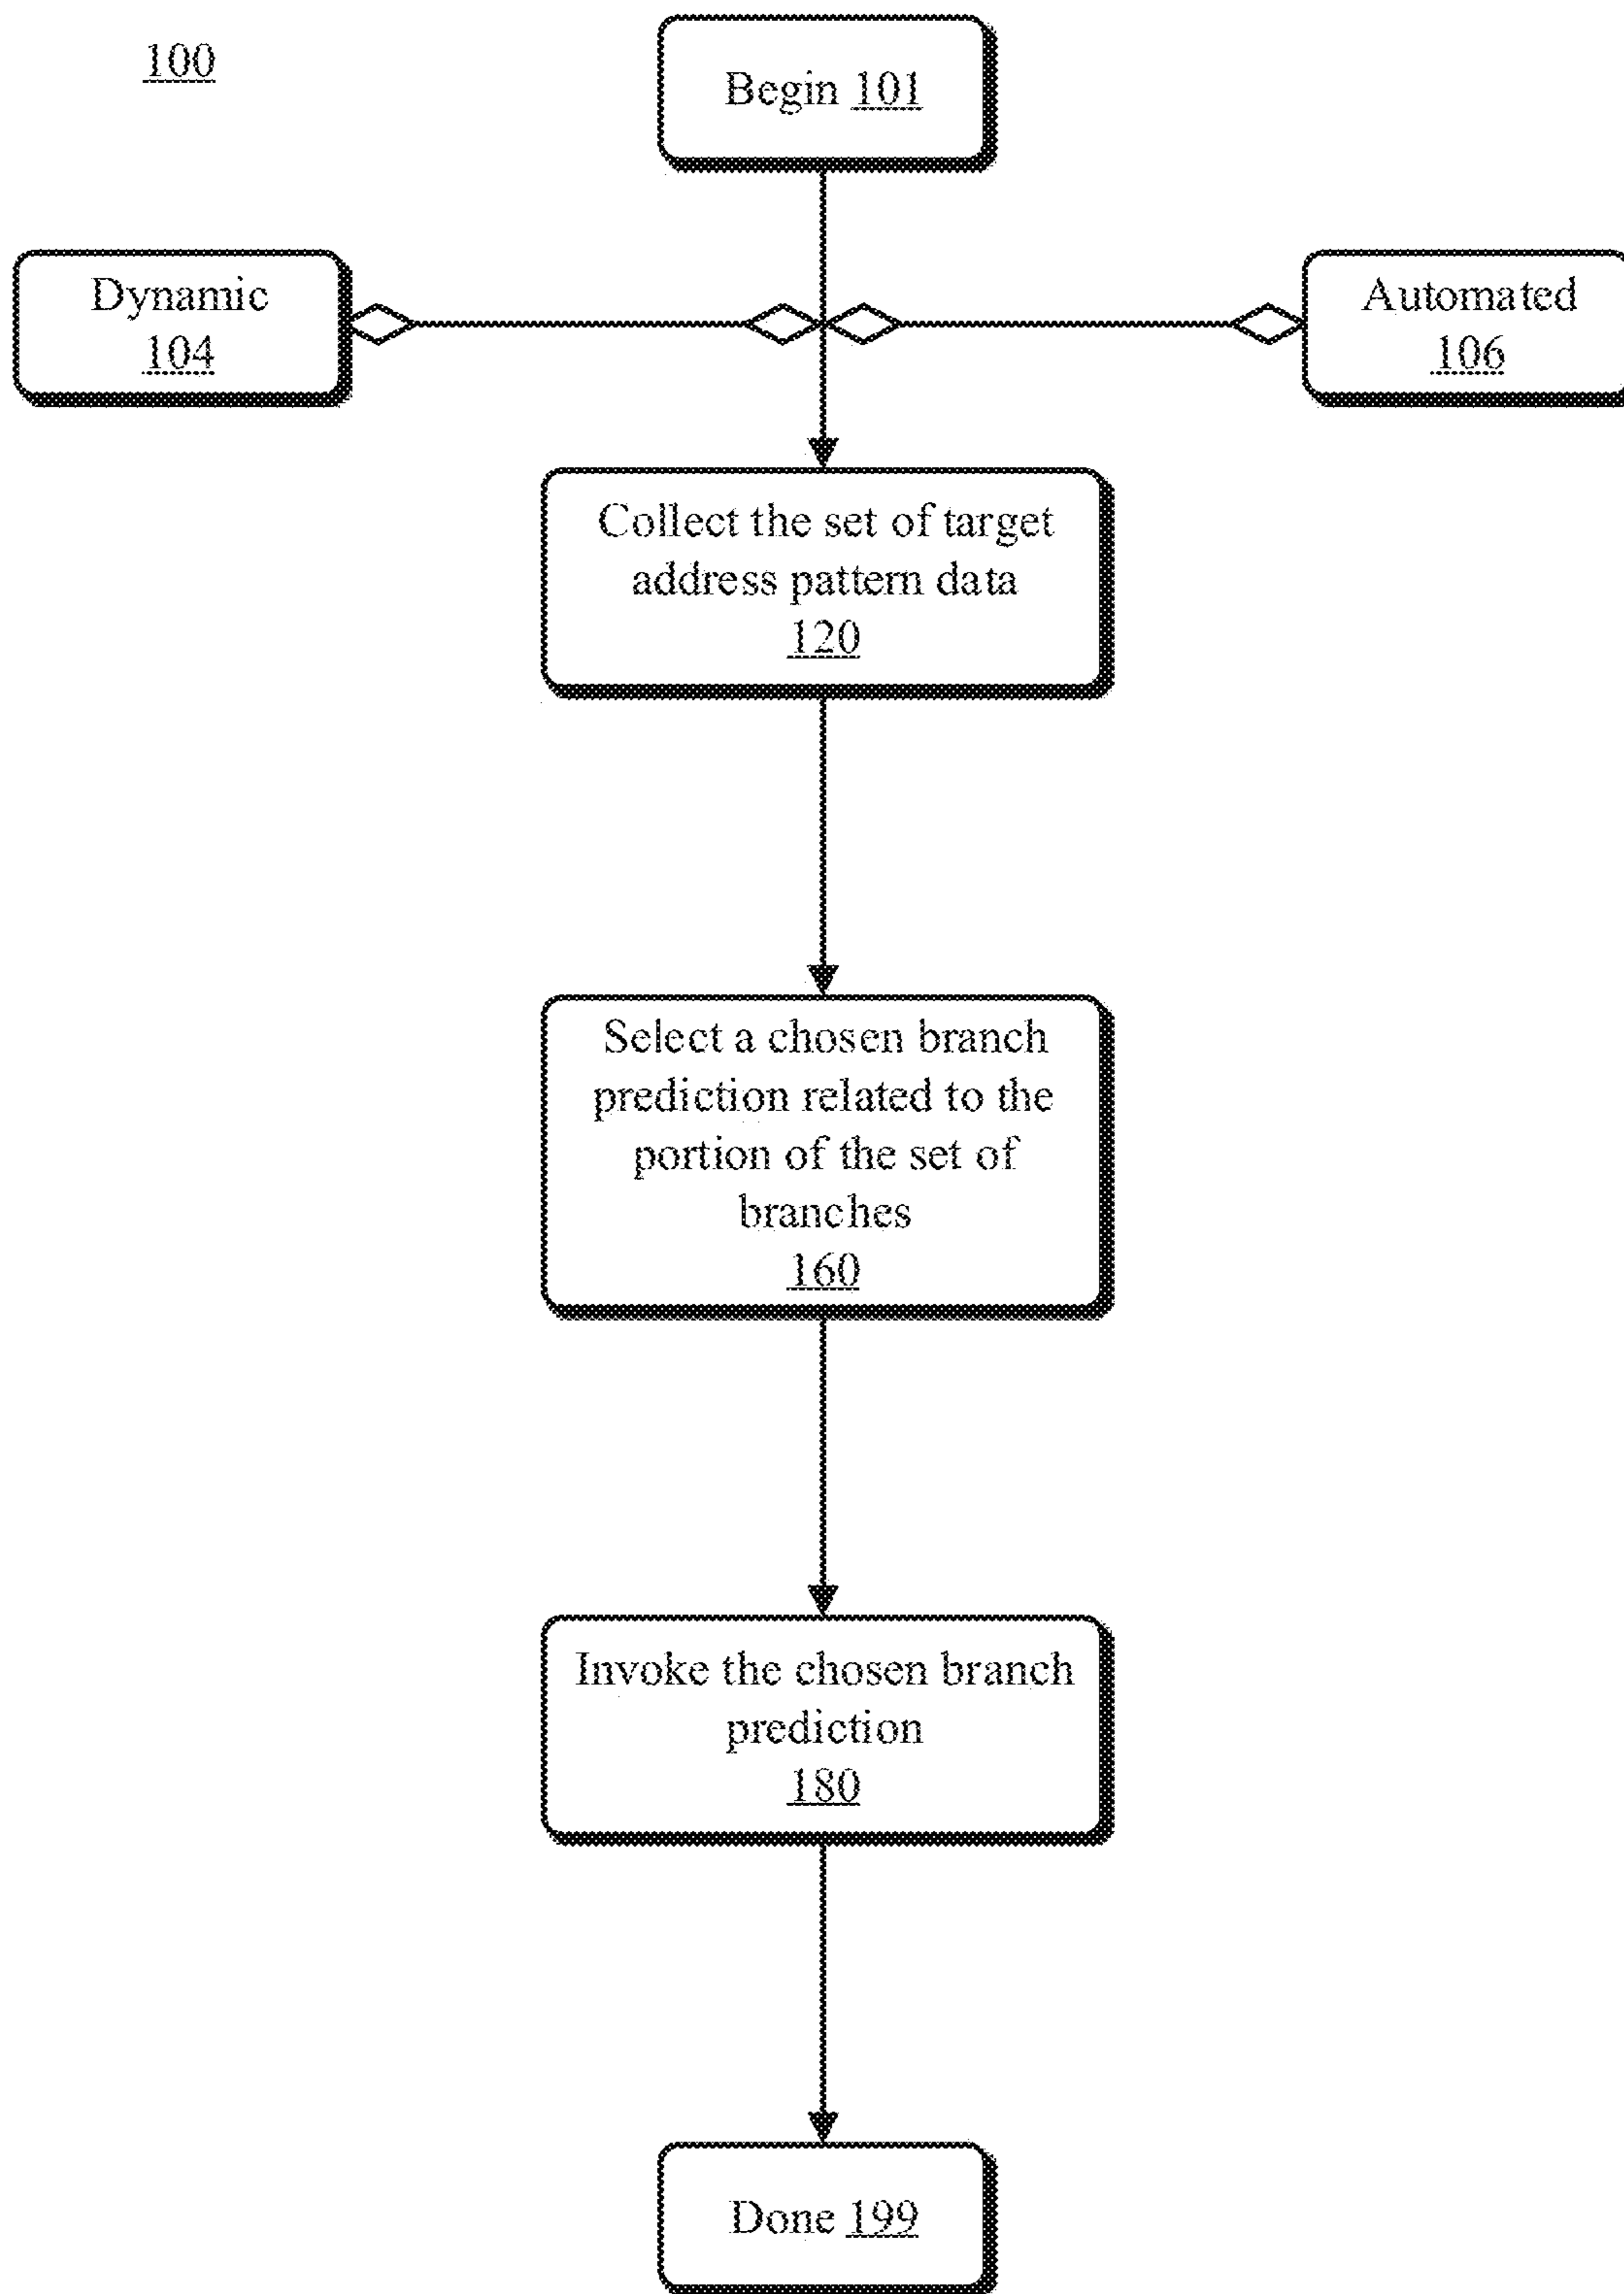 100
Begin 101
Dynamic
104
Automated
106
Collect the set of target
address pattern data
120
Select a chosen branch
prediction related to the
portion of the set of
branches
160
Invoke the chosen branch
prediction
180
Done 199